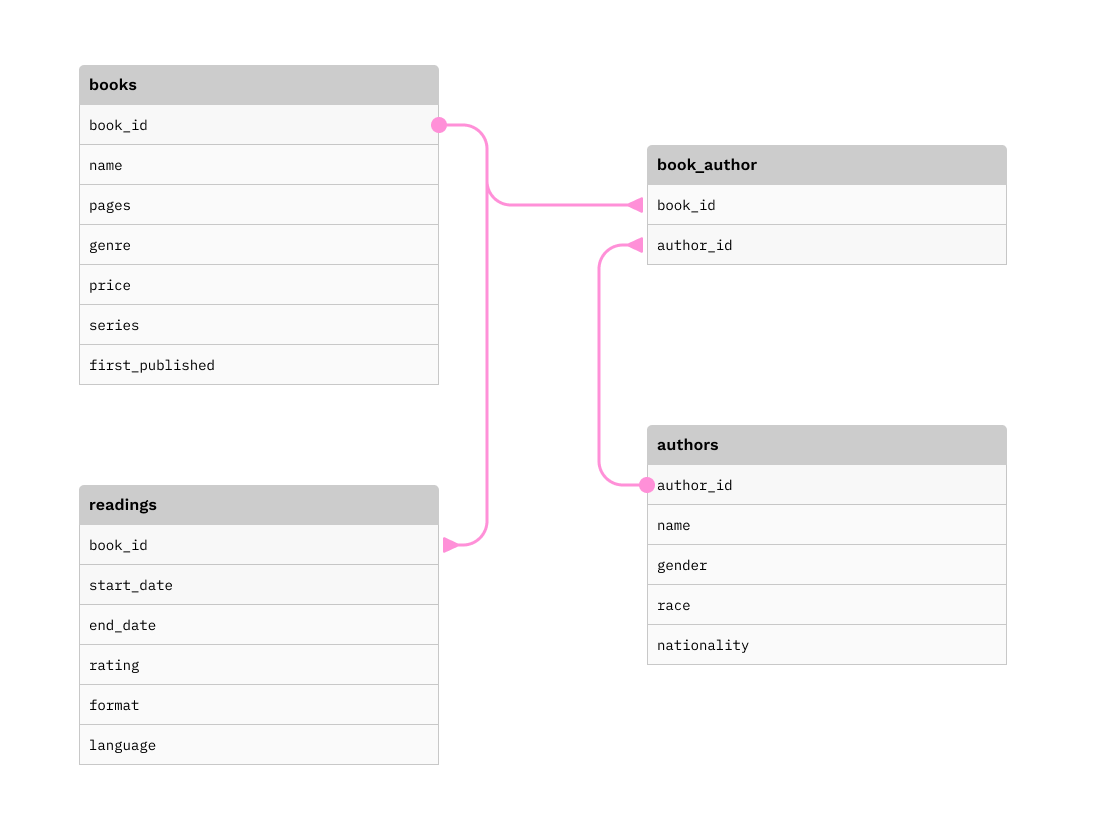 books
book_id
name
pages
genre
price
series
first_published
book_author
book_id
author_id
readings
book_id
start_date
end_date
rating
format
language
authors
author_id
name
gender
race
nationality